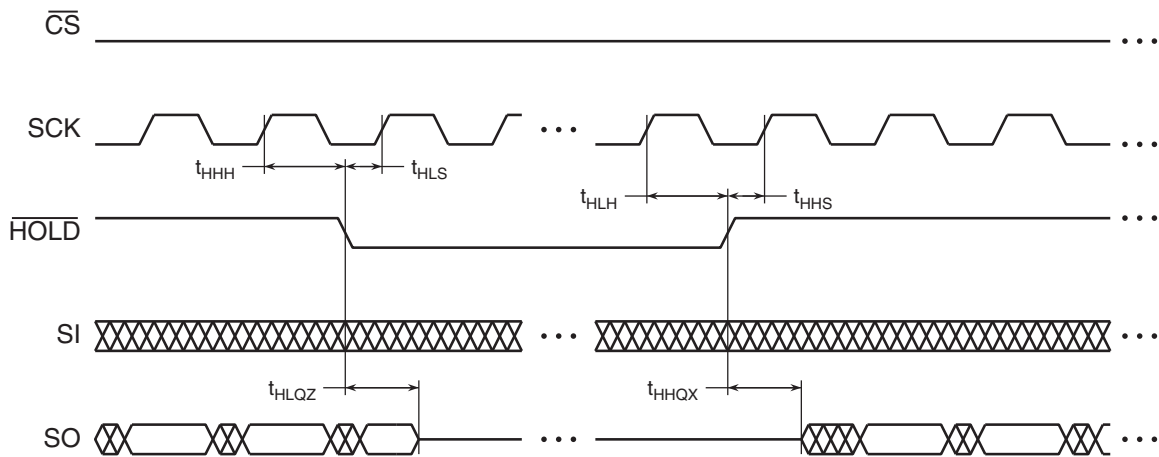 CS
SCK
tHHH
tHLS
tHLH
tHHS
HOLD
SI
tHLQZ
tHHQX
SO